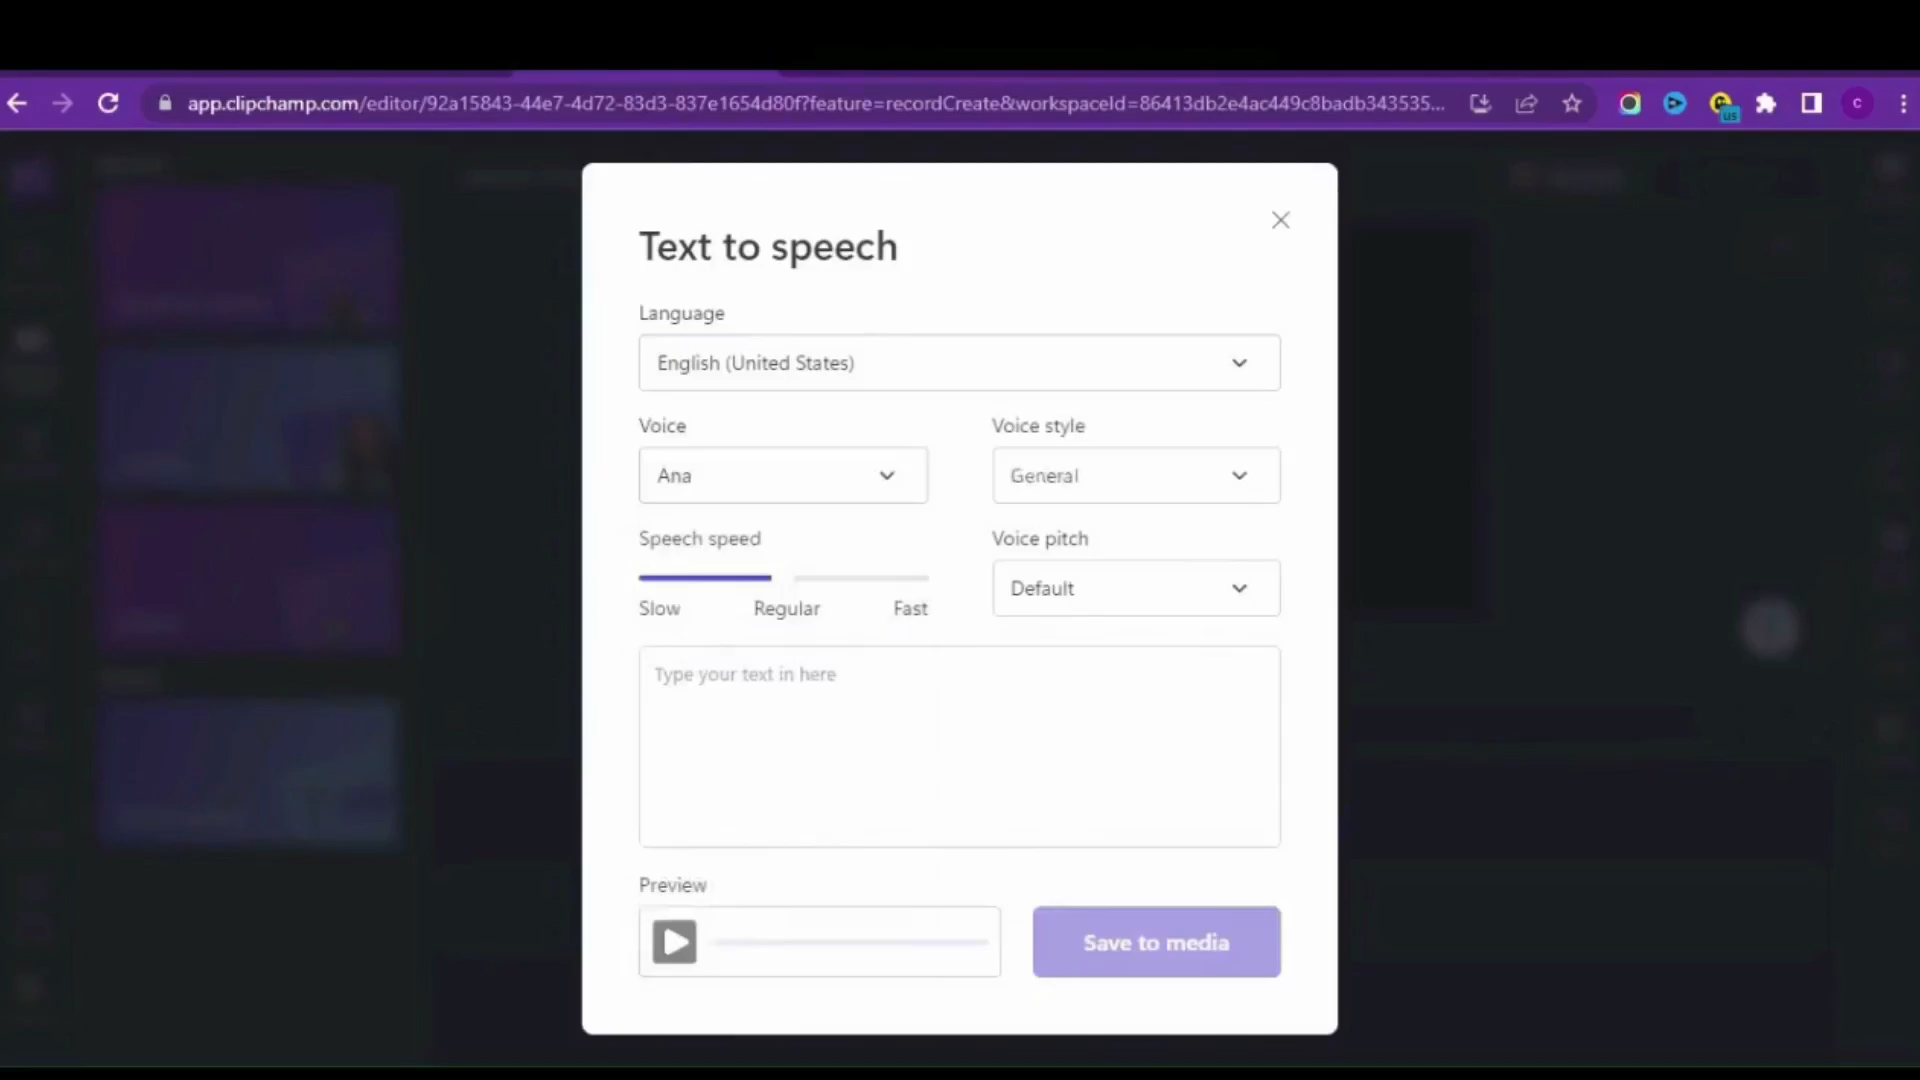 app.clipchamp.com/editor/92a15843-44e7-4d72-83d3-837e1654d80f?feature=recordCreate&workspaceId=86413db2e4ac449c8badb343535...
us
C
Text to speech
Language
English (United States)
Voice
Voice style
Ana
General
Speech speed
Voice pitch
Slow
Regular
Fast
Default
Type your text in here
Preview
Save to media